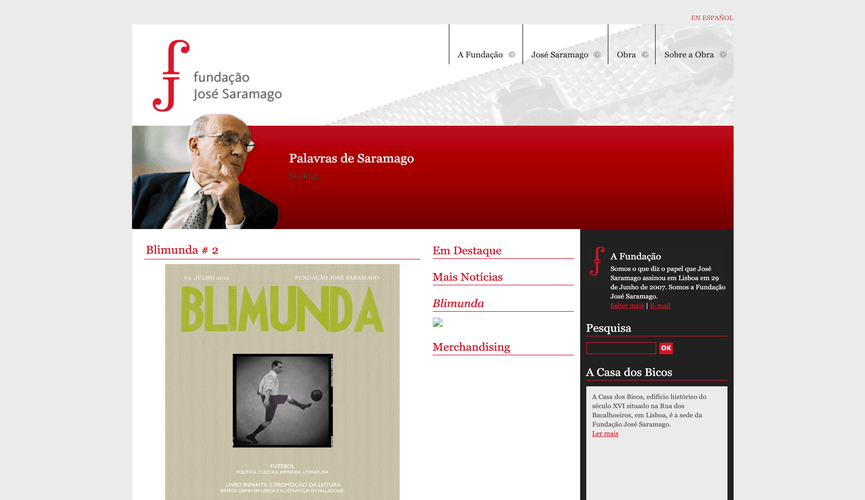 EN ESPAÑOL
fundação
José Saramago
A Fundação
José Saramago
Obra
Sobre a Obra
Palavras de Saramago
loading
Blimunda # 2
#2 JULHO 2012
FUNDAÇÃO JOSÉ SARAMAGO
BLIMUNDA
FUTEBOL
POLÍTICA, CULTURA, IMPRENSA, LITERATURA
LIVRO INFANTIL E PROMOÇÃO DA LEITURA
Em Destaque
Mais Notícias
Blimunda
Merchandising
A Fundação
Somos o que diz o papel que José
Saramago assinou em Lisboa em 29
de Junho de 2007. Somos a Fundação
José Saramago.
Saber mais | E-mail
Pesquisa
OK
A Casa dos Bicos
A Casa dos Bicos, edifício histórico do
século XVI situado na Rua dos
Bacalhoeiros, em Lisboa, é a sede da
Fundação José Saramago.
Ler mais